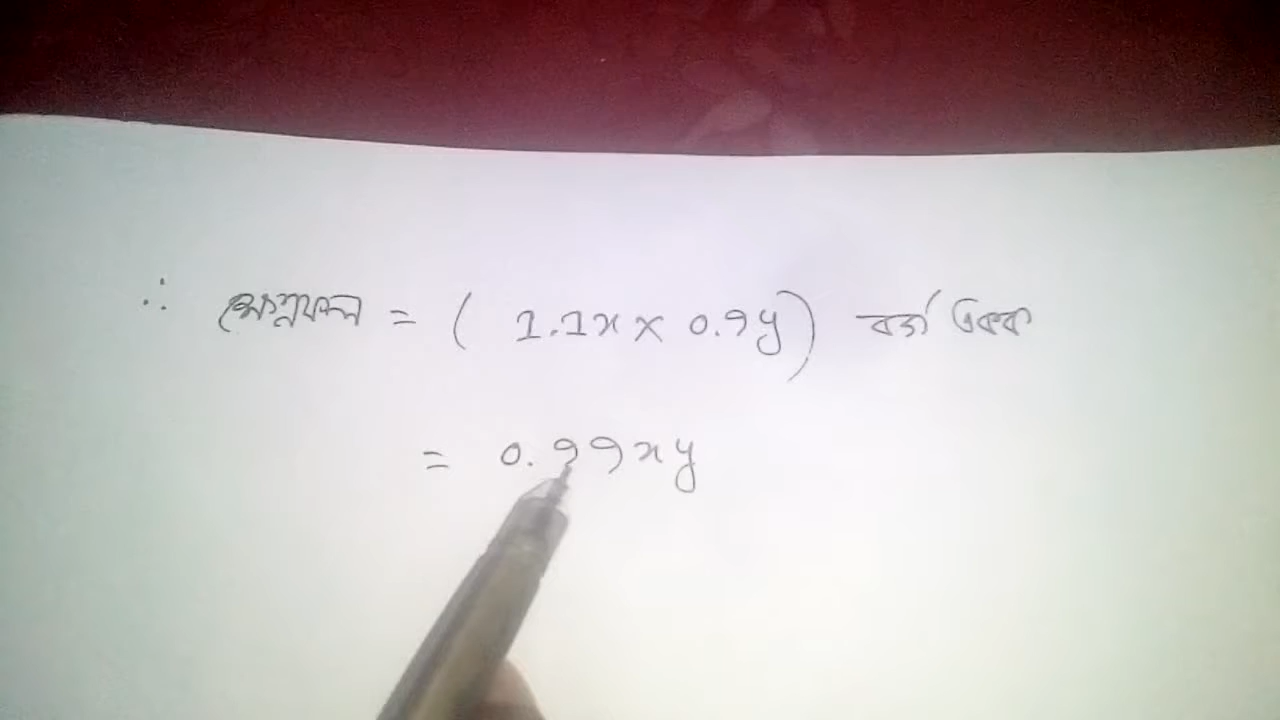 ∴ ক্ষেত্রফল = ( 1.1x × 0.9y) বর্গ একক
= 0.99xy